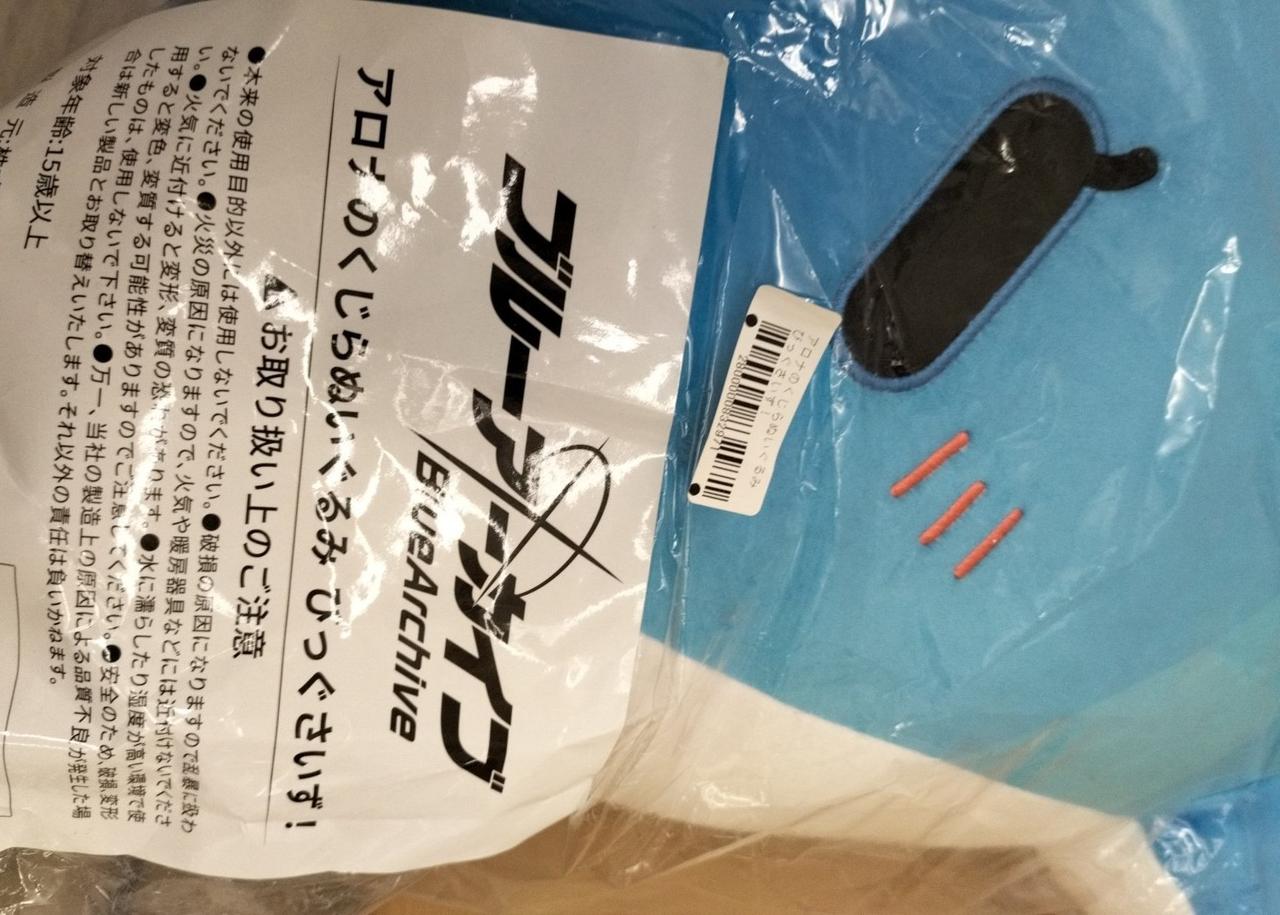 ブルーアーカイブ
BlueArchive
アロナのくじらぬいぐるみ びっくさいず!
お取り扱い上のご注意
●本来の使用目的以外には使用しないでください。●破損の原因になりますので乱暴に扱わ
ないでください。●火災の原因になりますので、火気や暖房器具などには近付けないでくださ
い。●火気に近付けると変形、変質の恐れがあります。●水に濡らしたり湿度が高い環境で使
用すると変色、変質する可能性がありますのでご注意してください。●安全のため、破損、変形
したものは、使用しないで下さい。●万一、当社の製造上の原因による品質不良が発生した場
合は新しい製品とお取り替えいたします。それ以外の責任は負いかねます。
対象年齢:15歳以上
元:株
アロナのくじらぬいぐるみ
びっくさいず!